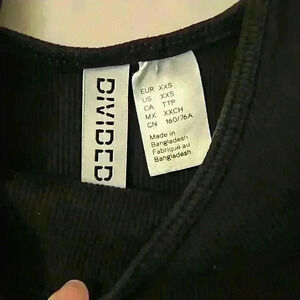 DIVIDED
EUR XXS
US XXS
CA TTP
MX XXCH
CN 160/76A
Made in
Bangladesh
Fabriqué au
Bangladesh